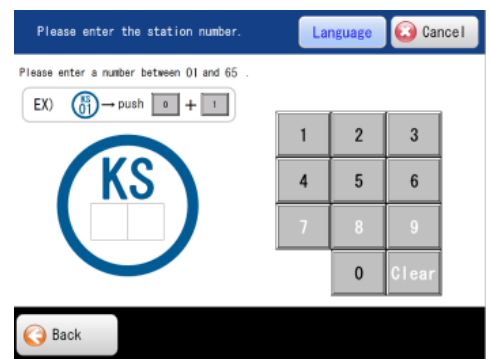 Please enter the station number.
Language
Cancel
Please enter a number between 01 and 65 .
EX) KS 01 → push 0 + 1
KS
1 2 3
4 5 6
7 8 9
0 Clear
Back